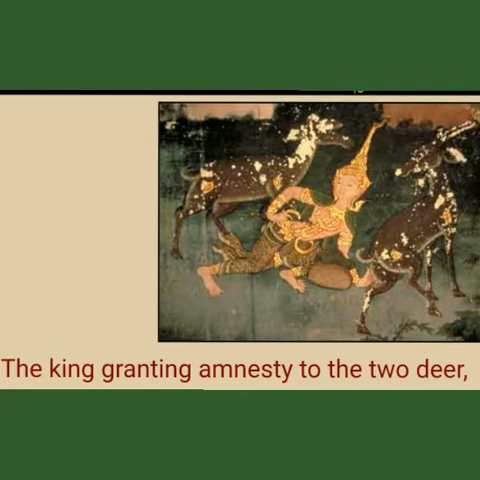 The king granting amnesty to the two deer,